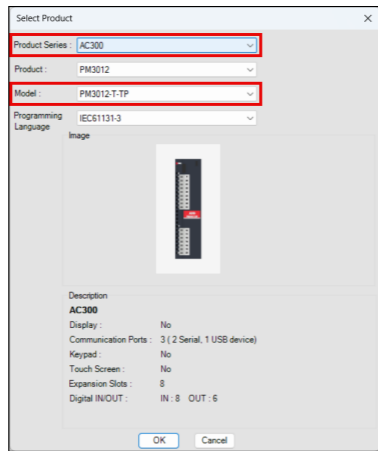 Select Product
Product Series : AC300
Product : PM3012
Model : PM3012-T-TP
Programming Language IEC61131-3
Image
Description
AC300
Display : No
Communication Ports : 3 ( 2 Serial, 1 USB device)
Keypad : No
Touch Screen : No
Expansion Slots : 8
Digital IN/OUT : IN : 8 OUT : 6
OK Cancel